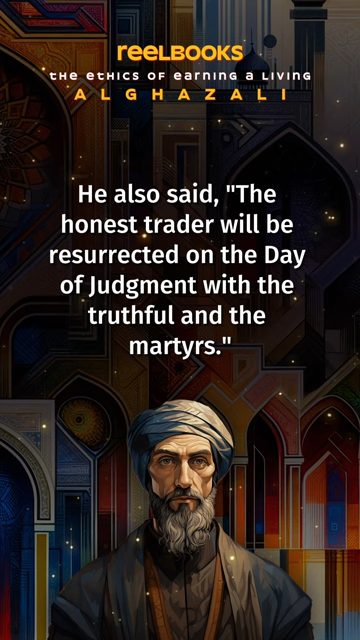 reelbooks
the ethics of earning a living
ALGHAZALI
He also said, "The
honest trader will be
resurrected on the Day
of Judgment with the
truthful and the
martyrs."